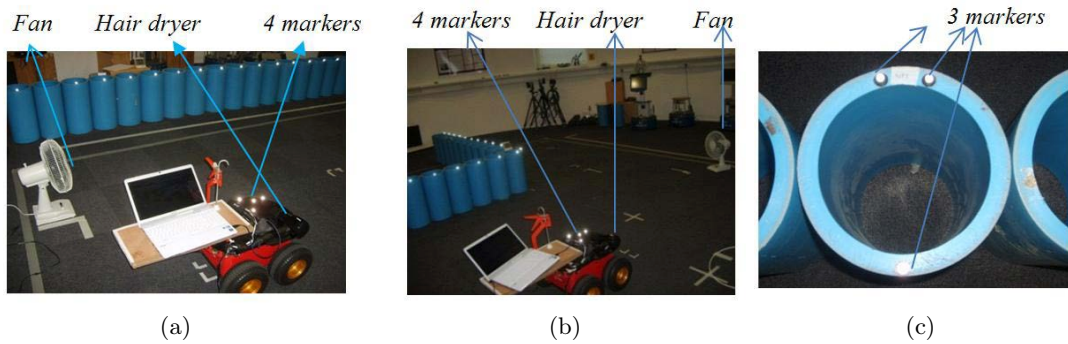 Fan Hair dryer 4 markers
4 markers Hair dryer Fan
3 markers
(a)
(b)
(c)